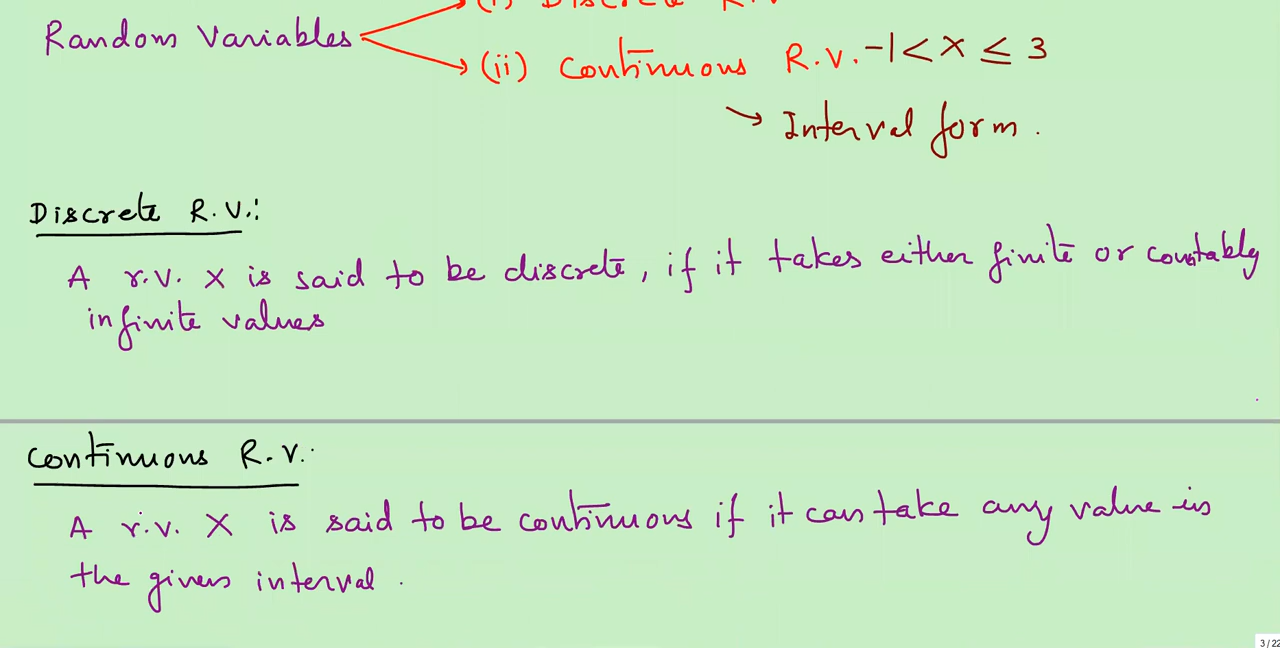 (i) Discrete R.V
Random Variables
(ii) Continuous R.V. -1 < x ≤ 3
Interval form.
Discrete R.V.:
A r.v. X is said to be discrete, if it takes either finite or countably
infinite values
Continuous R.V.
A r.v. X is said to be continuous if it can take any value in
the given interval.
3 / 22